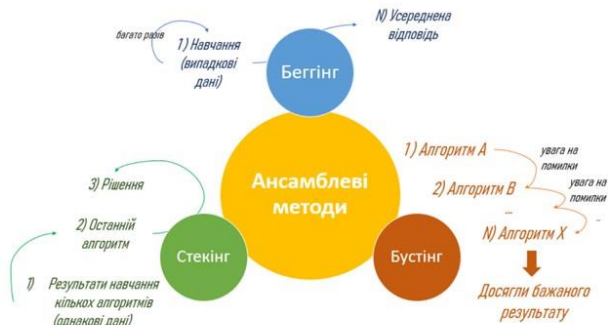 багато разів
1) Навчання
(випадкові
дані)
N) Усереднена
відповідь
Беггінг
Ансамблеві
методи
3) Рішення
2) Останній
алгоритм
Стекінг
1) Результати навчання
кількох алгоритмів
(однакові дані)
1) Алгоритм А
увага на
помилки
2) Алгоритм В
увага на
помилки
...
...
N) Алгоритм Х
Бустінг
Досягли бажаного
результату